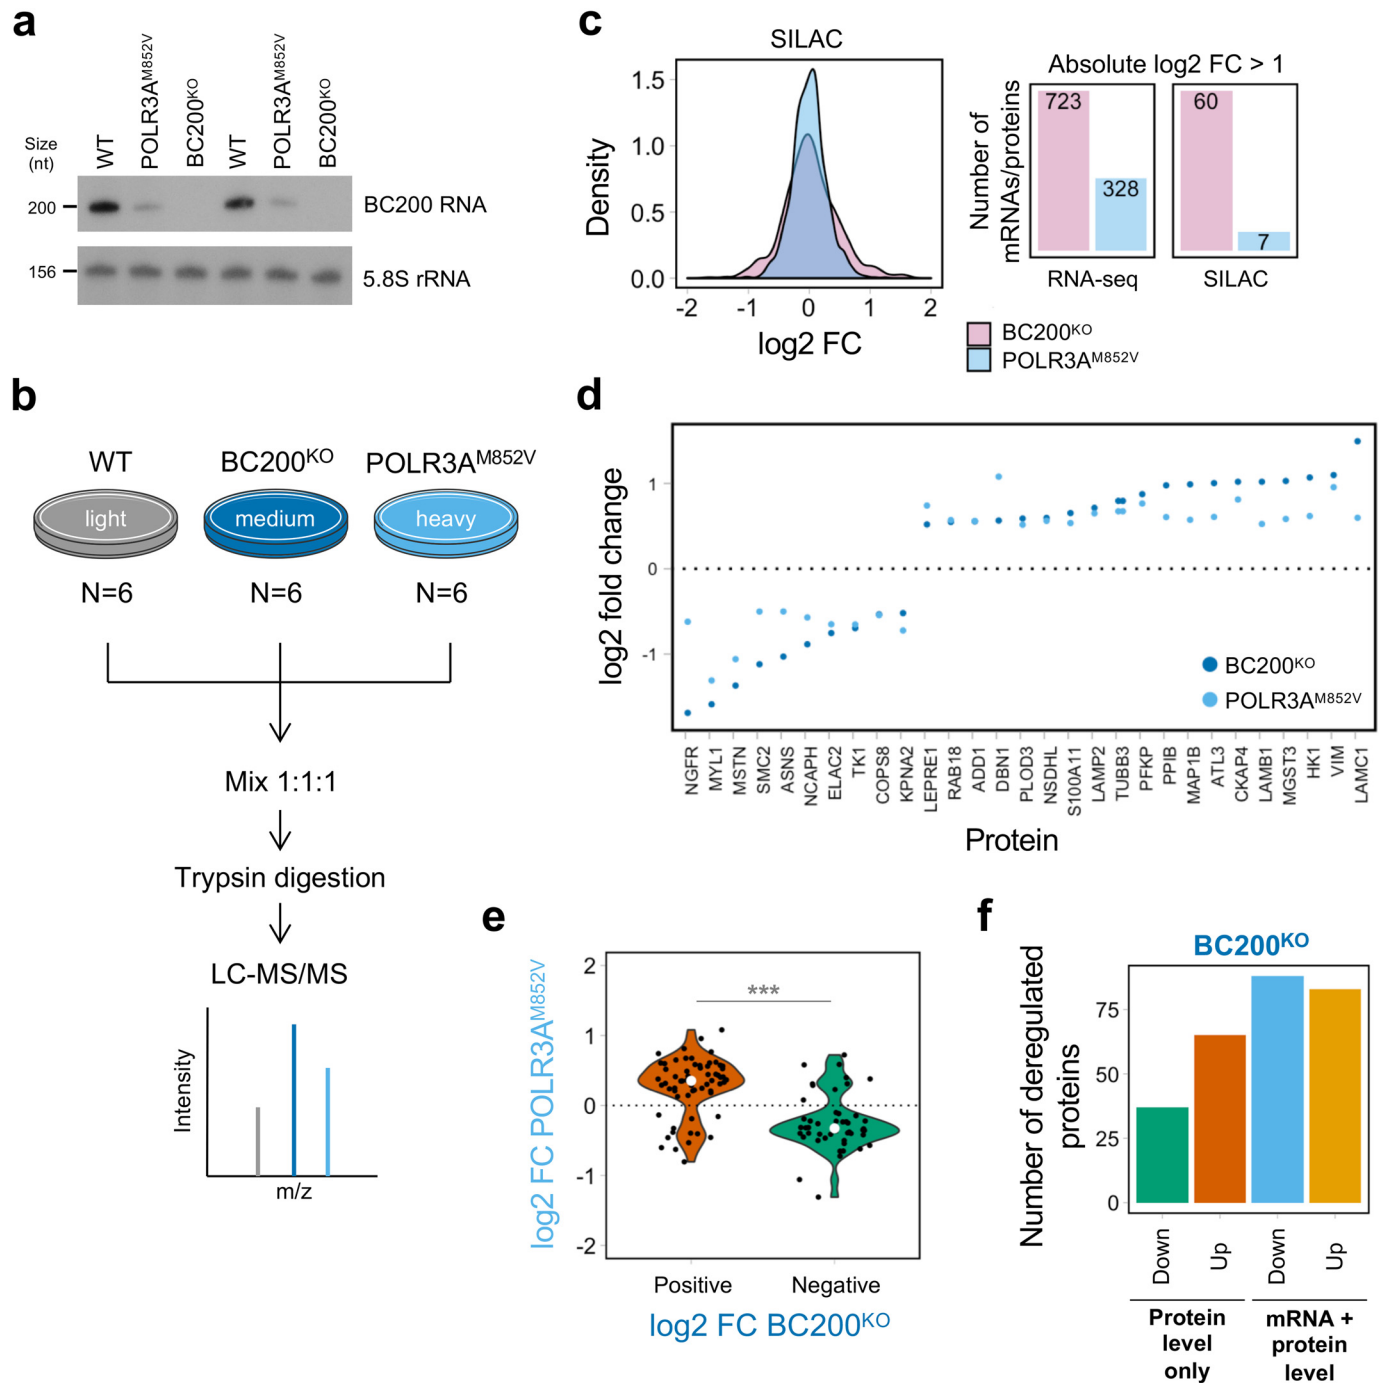 a
Size
(nt)
WT
POLR3AM852V
BC200KO
WT
POLR3AM852V
BC200KO
200
BC200 RNA
156
5.8S rRNA
b
WT
BC200KO
POLR3AM852V
light
medium
heavy
N=6
N=6
N=6
Mix 1:1:1
Trypsin digestion
LC-MS/MS
Intensity
m/z
c
SILAC
Density
1.5
1.0
0.5
0.0
-2
-1
0
1
2
log2 FC
Absolute log2 FC > 1
Number of
mRNAs/proteins
723
328
60
7
RNA-seq
SILAC
BC200KO
POLR3AM852V
d
log2 fold change
1
0
-1
BC200KO
POLR3AM852V
NGFR
MYL1
MSTN
SMC2
ASNS
NCAPH
ELAC2
TK1
COPS8
KPNA2
LEPRE1
RAB18
ADD1
DBN1
PLOD3
NSDHL
S100A11
LAMP2
TUBB3
PFKP
PPIB
MAP1B
ATL3
CKAP4
LAMB1
MGST3
HK1
VIM
LAMC1
Protein
e
log2 FC POLR3AM852V
2
1
0
-1
-2
***
Positive
Negative
log2 FC BC200KO
f
BC200KO
Number of deregulated
proteins
75
50
25
0
Down
Up
Down
Up
Protein
level
only
mRNA +
protein
level